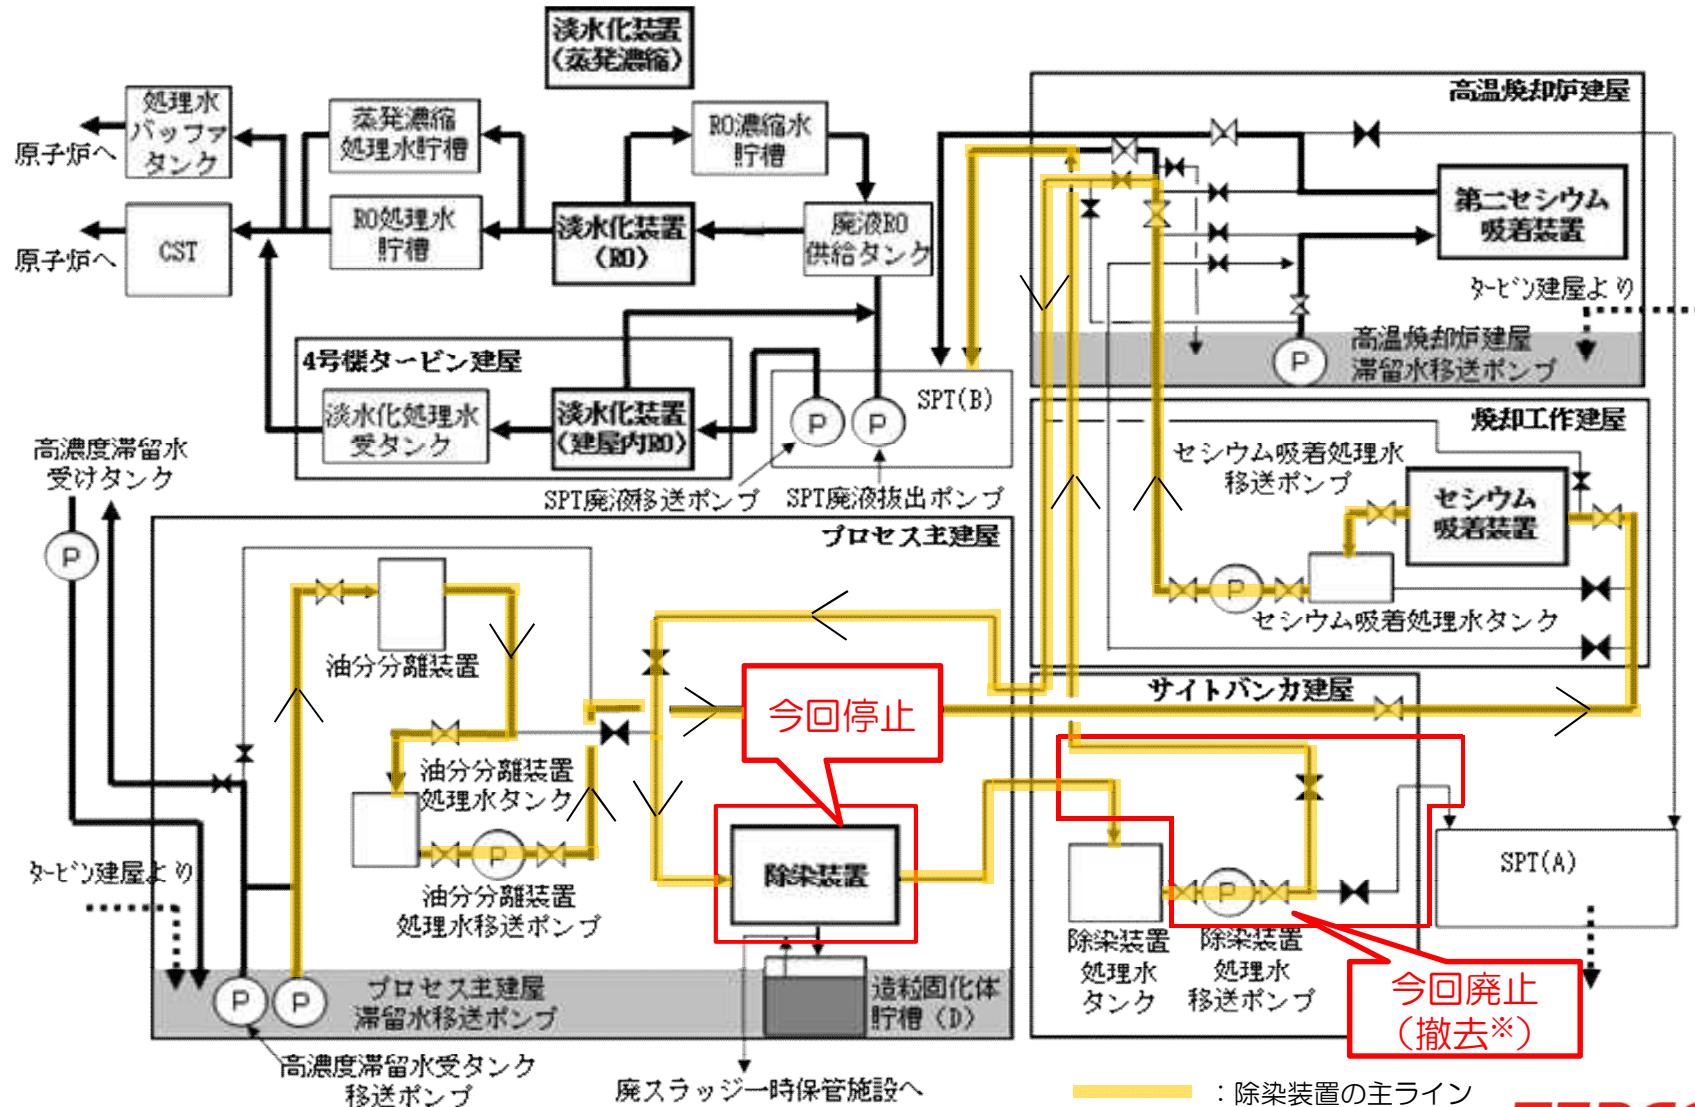 淡水化装置
（蒸発濃縮）
高温焼却炉建屋
処理水
バッファ
タンク
原子炉へ
蒸発濃縮
処理水貯槽
RO濃縮水
貯槽
第二セシウム
吸着装置
CST
原子炉へ
RO処理水
貯槽
淡水化装置
（RO）
廃液RO
供給タンク
ﾀｰﾋﾞﾝ建屋より
高温焼却炉建屋
滞留水移送ポンプ
P
4号機タービン建屋
淡水化処理水
受タンク
淡水化装置
（建屋内RO）
P
P
SPT(B)
SPT廃液移送ポンプ
SPT廃液抜出ポンプ
焼却工作建屋
セシウム吸着処理水
移送ポンプ
セシウム
吸着装置
P
セシウム吸着処理水タンク
高濃度滞留水
受けタンク
P
プロセス主建屋
油分分離装置
油分分離装置
処理水タンク
P
油分分離装置
処理水移送ポンプ
今回停止
除染装置
サイトバンカ建屋
P
除染装置
処理水
タンク
除染装置
処理水
移送ポンプ
SPT(A)
今回廃止
（撤去※）
ﾀｰﾋﾞﾝ建屋より
P
P
プロセス主建屋
滞留水移送ポンプ
造粒固化体
貯槽（D）
高濃度滞留水受タンク
移送ポンプ
廃スラッジ一時保管施設へ
：除染装置の主ライン